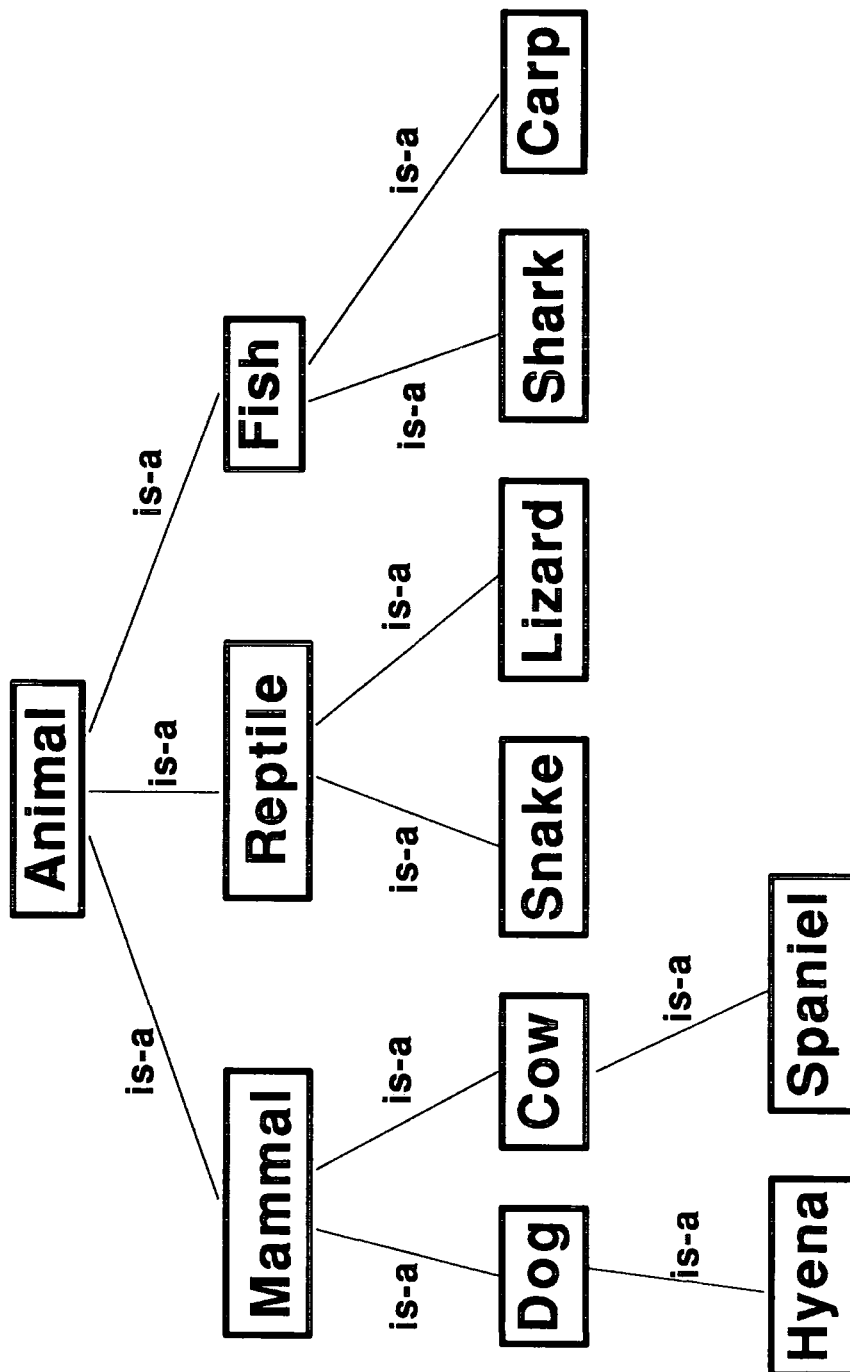 Animal
is-a
is-a
is-a
Mammal
Reptile
Fish
is-a
is-a
is-a
is-a
is-a
is-a
Dog
Cow
Snake
Lizard
Shark
Carp
is-a
is-a
Hyena
Spaniel